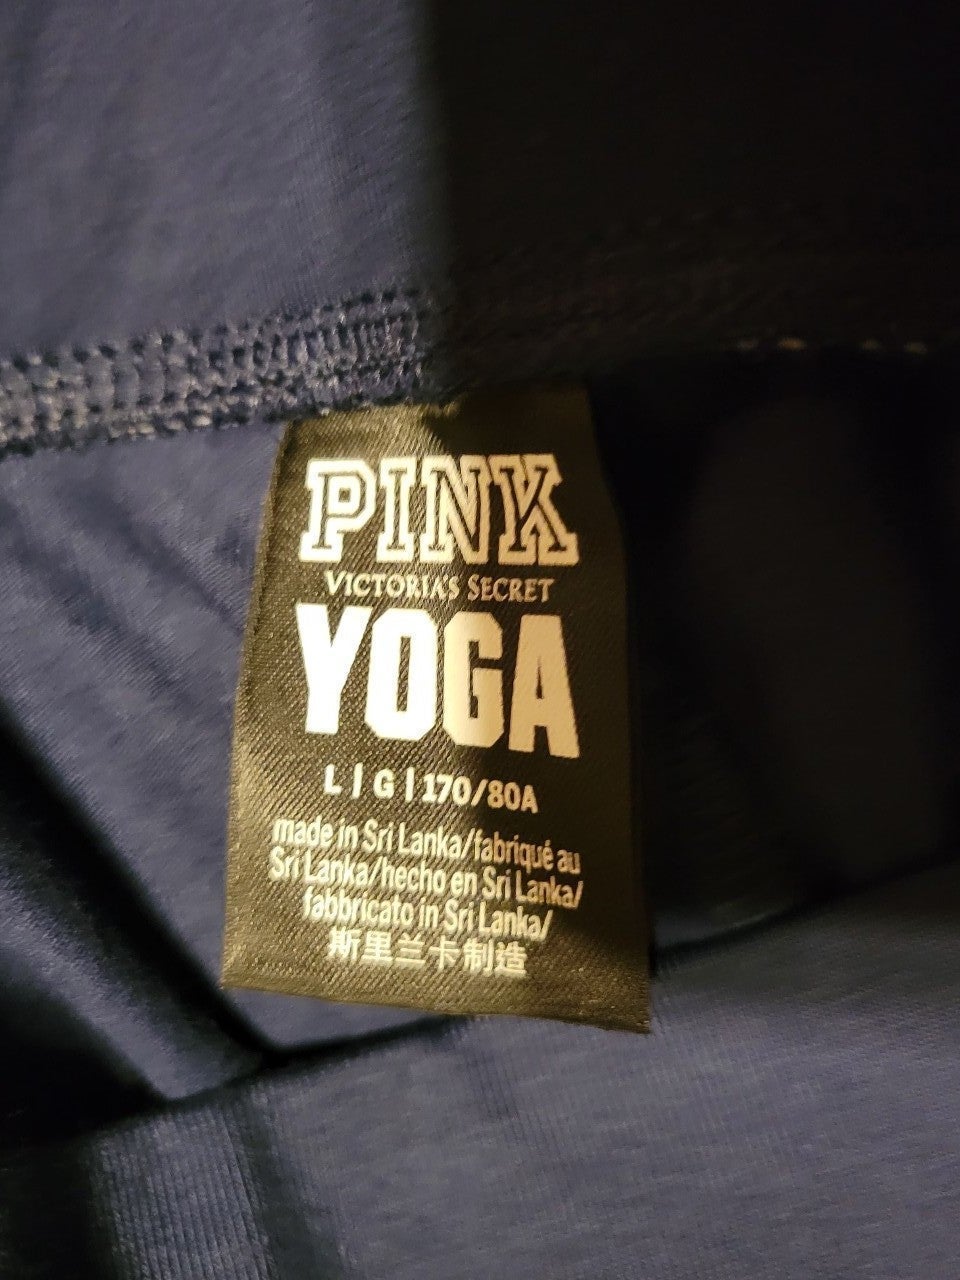 PINK
VICTORIA'S SECRET
YOGA
L | G | 170/80A
made in Sri Lanka/fabriqué au
Sri Lanka/hecho en Sri Lanka/
fabbricato in Sri Lanka/
斯里兰卡制造